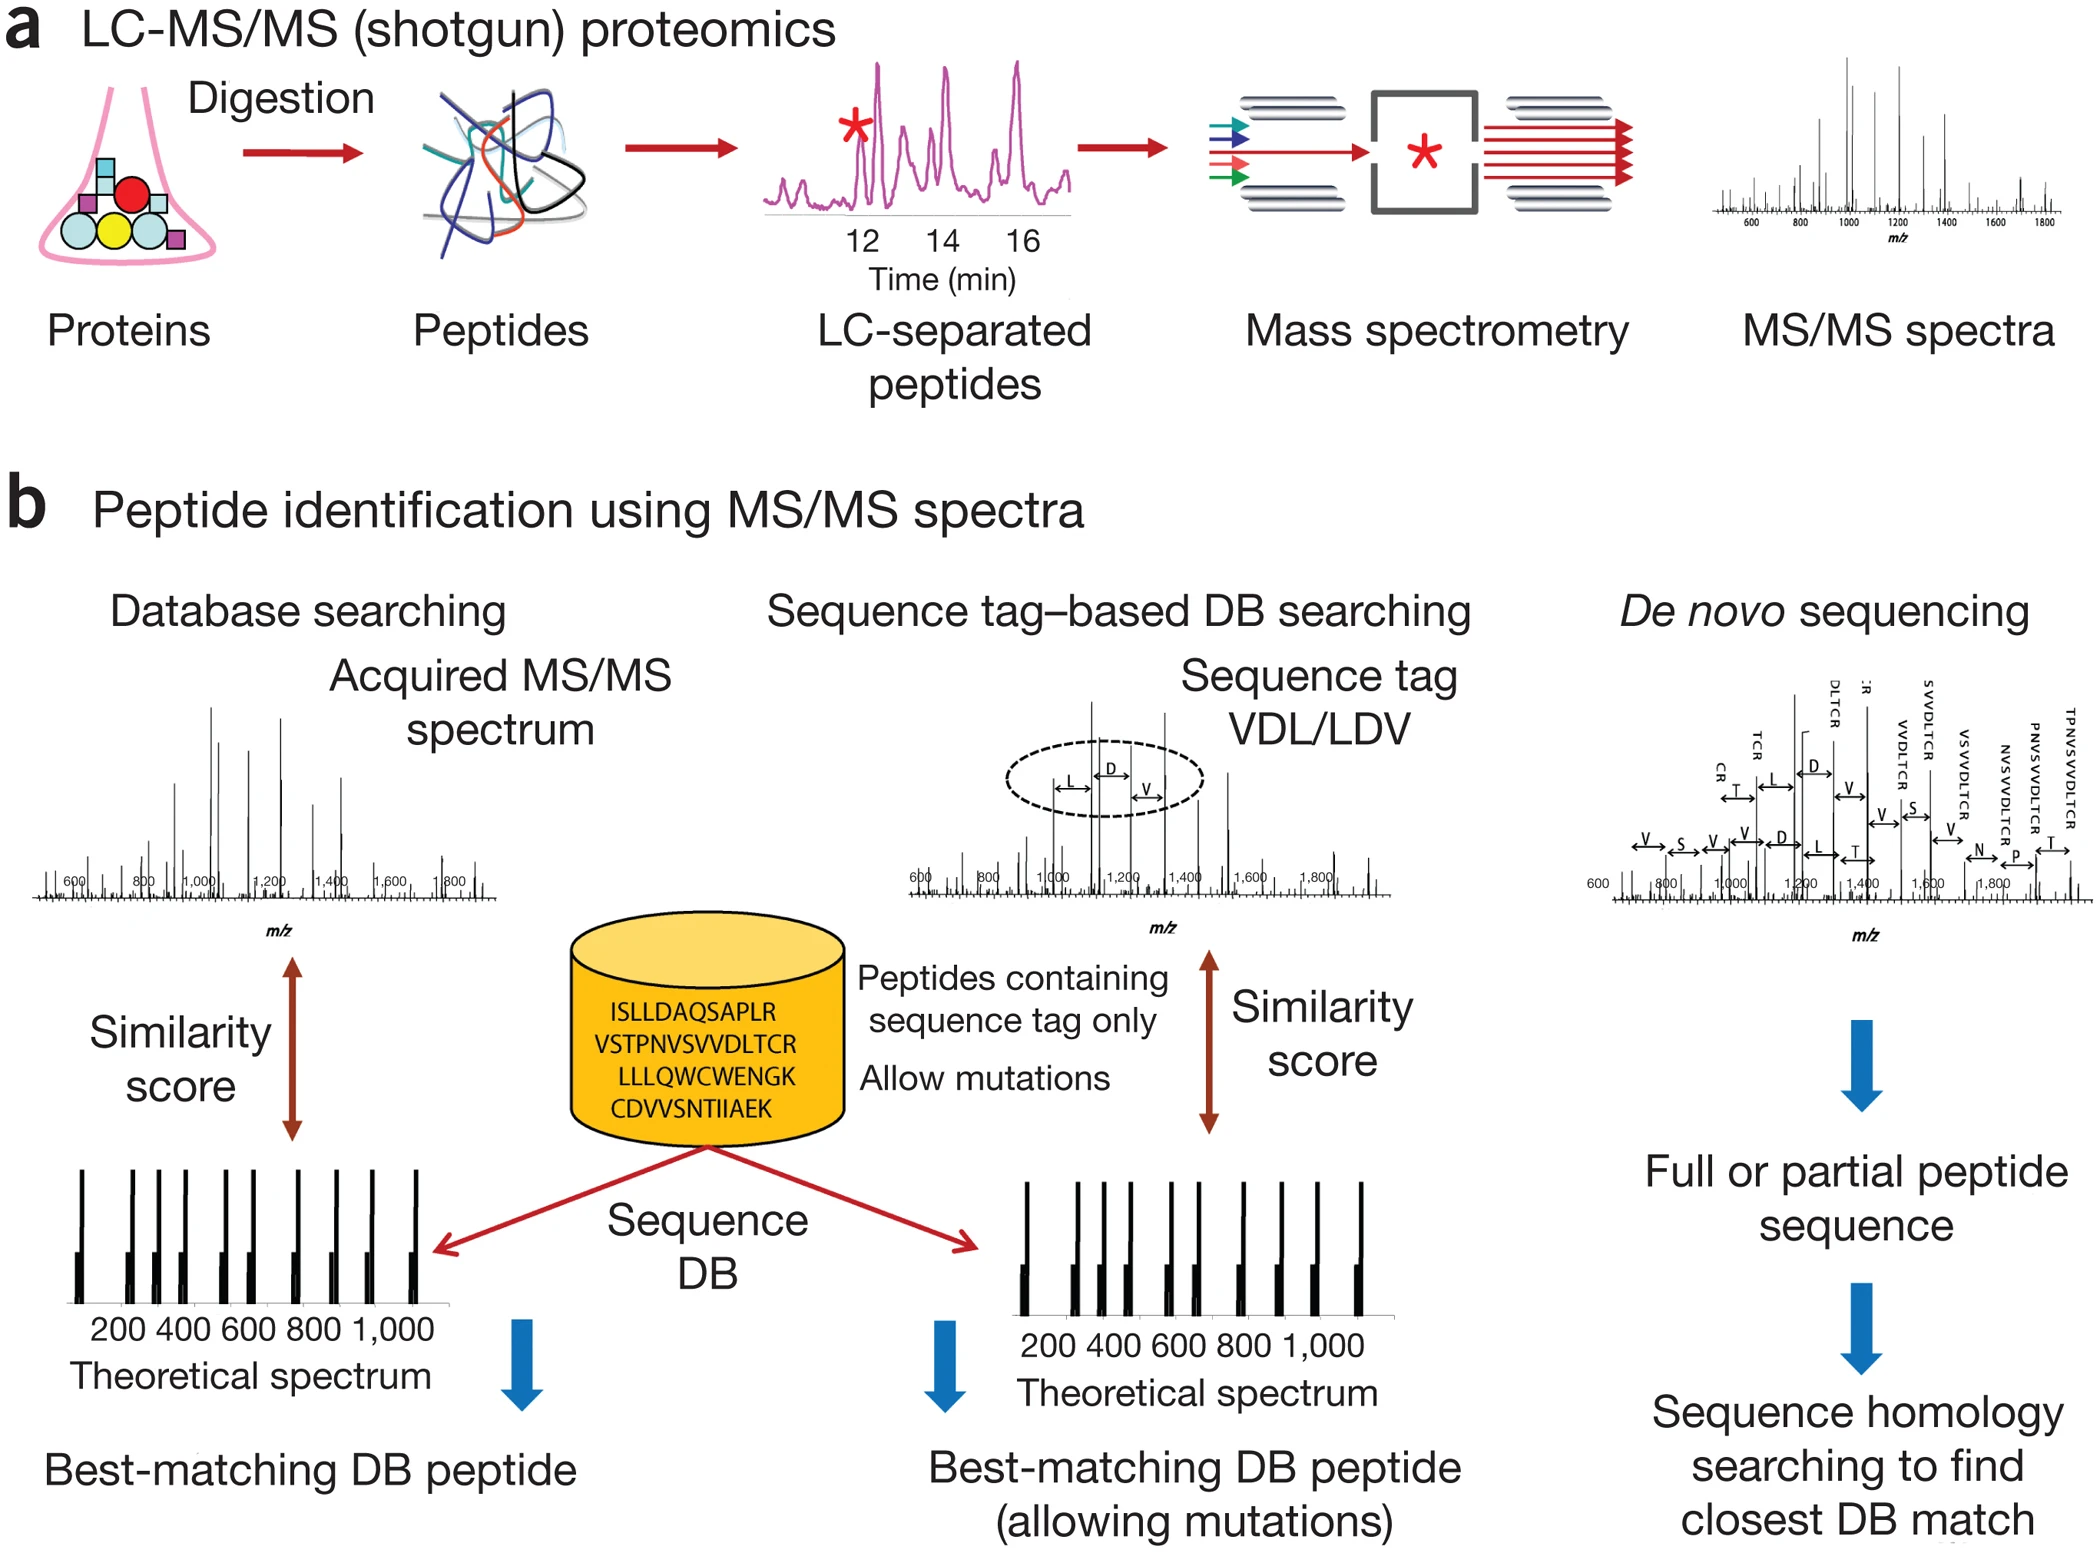 a LC-MS/MS (shotgun) proteomics
Digestion
*
*
12 14 16
Time (min)
600 800 1000 1200 1400 1600 1800
m/z
Proteins
Peptides
LC-separated
peptides
Mass spectrometry
MS/MS spectra
b Peptide identification using MS/MS spectra
Database searching
Acquired MS/MS
spectrum
600 800 1,000 1,200 1,400 1,600 1,800
m/z
Similarity
score
200 400 600 800 1,000
Theoretical spectrum
Best-matching DB peptide
ISLLDAQSAPLR
VSTPNVSVVDLTCR
LLLQWCWENGK
CDVVSNTIIAEK
Sequence
DB
Sequence tag–based DB searching
Sequence tag
VDL/LDV
L D V
600 800 1,000 1,200 1,400 1,600 1,800
m/z
Peptides containing
sequence tag only
Allow mutations
Similarity
score
200 400 600 800 1,000
Theoretical spectrum
Best-matching DB peptide
(allowing mutations)
De novo sequencing
CR
TCR
DLTCR
VVDLTCR
SVVDLTCR
VSVVDLTCR
NVSVVDLTCR
PNVSVVDLTCR
TPNVSVVDLTCR
T L D V V S V N P T
V S V V D L T
600 800 1,000 1,200 1,400 1,600 1,800
m/z
Full or partial peptide
sequence
Sequence homology
searching to find
closest DB match